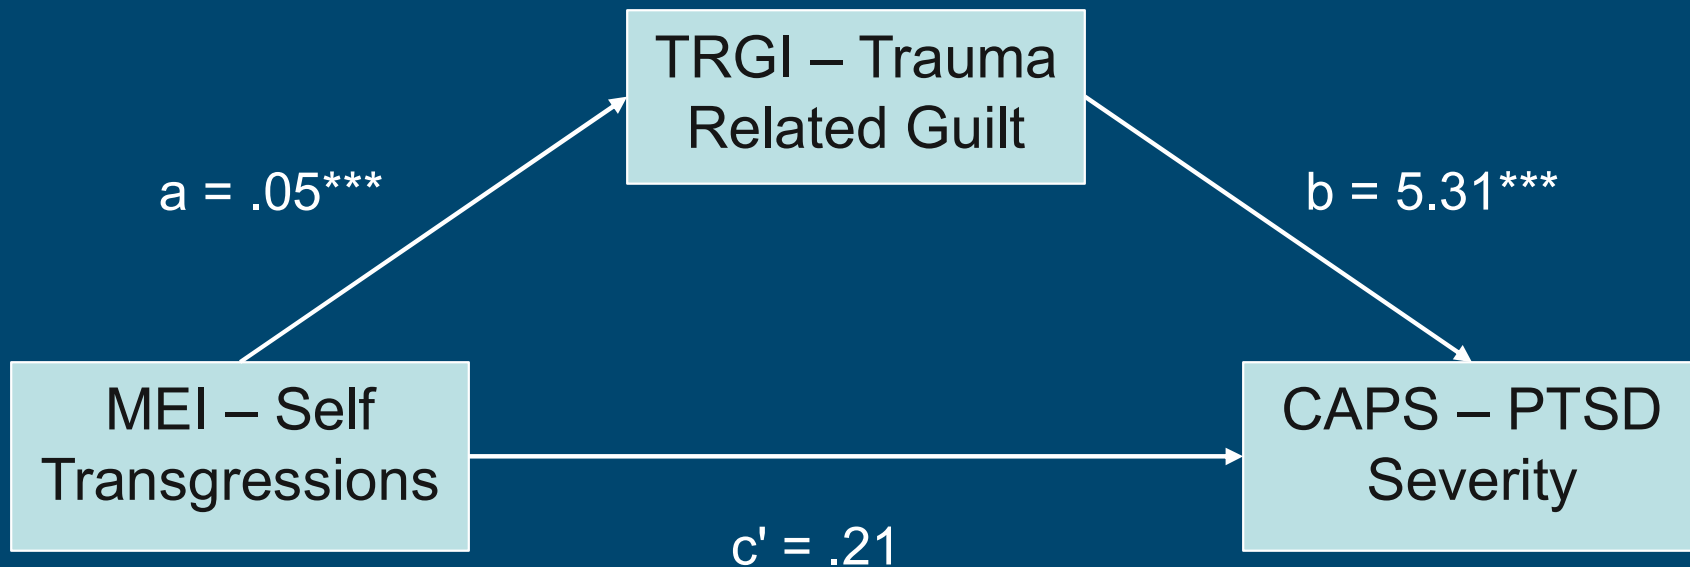 TRGI – Trauma
Related Guilt
a = .05***
b = 5.31***
MEI – Self
Transgressions
CAPS – PTSD
Severity
c' = .21